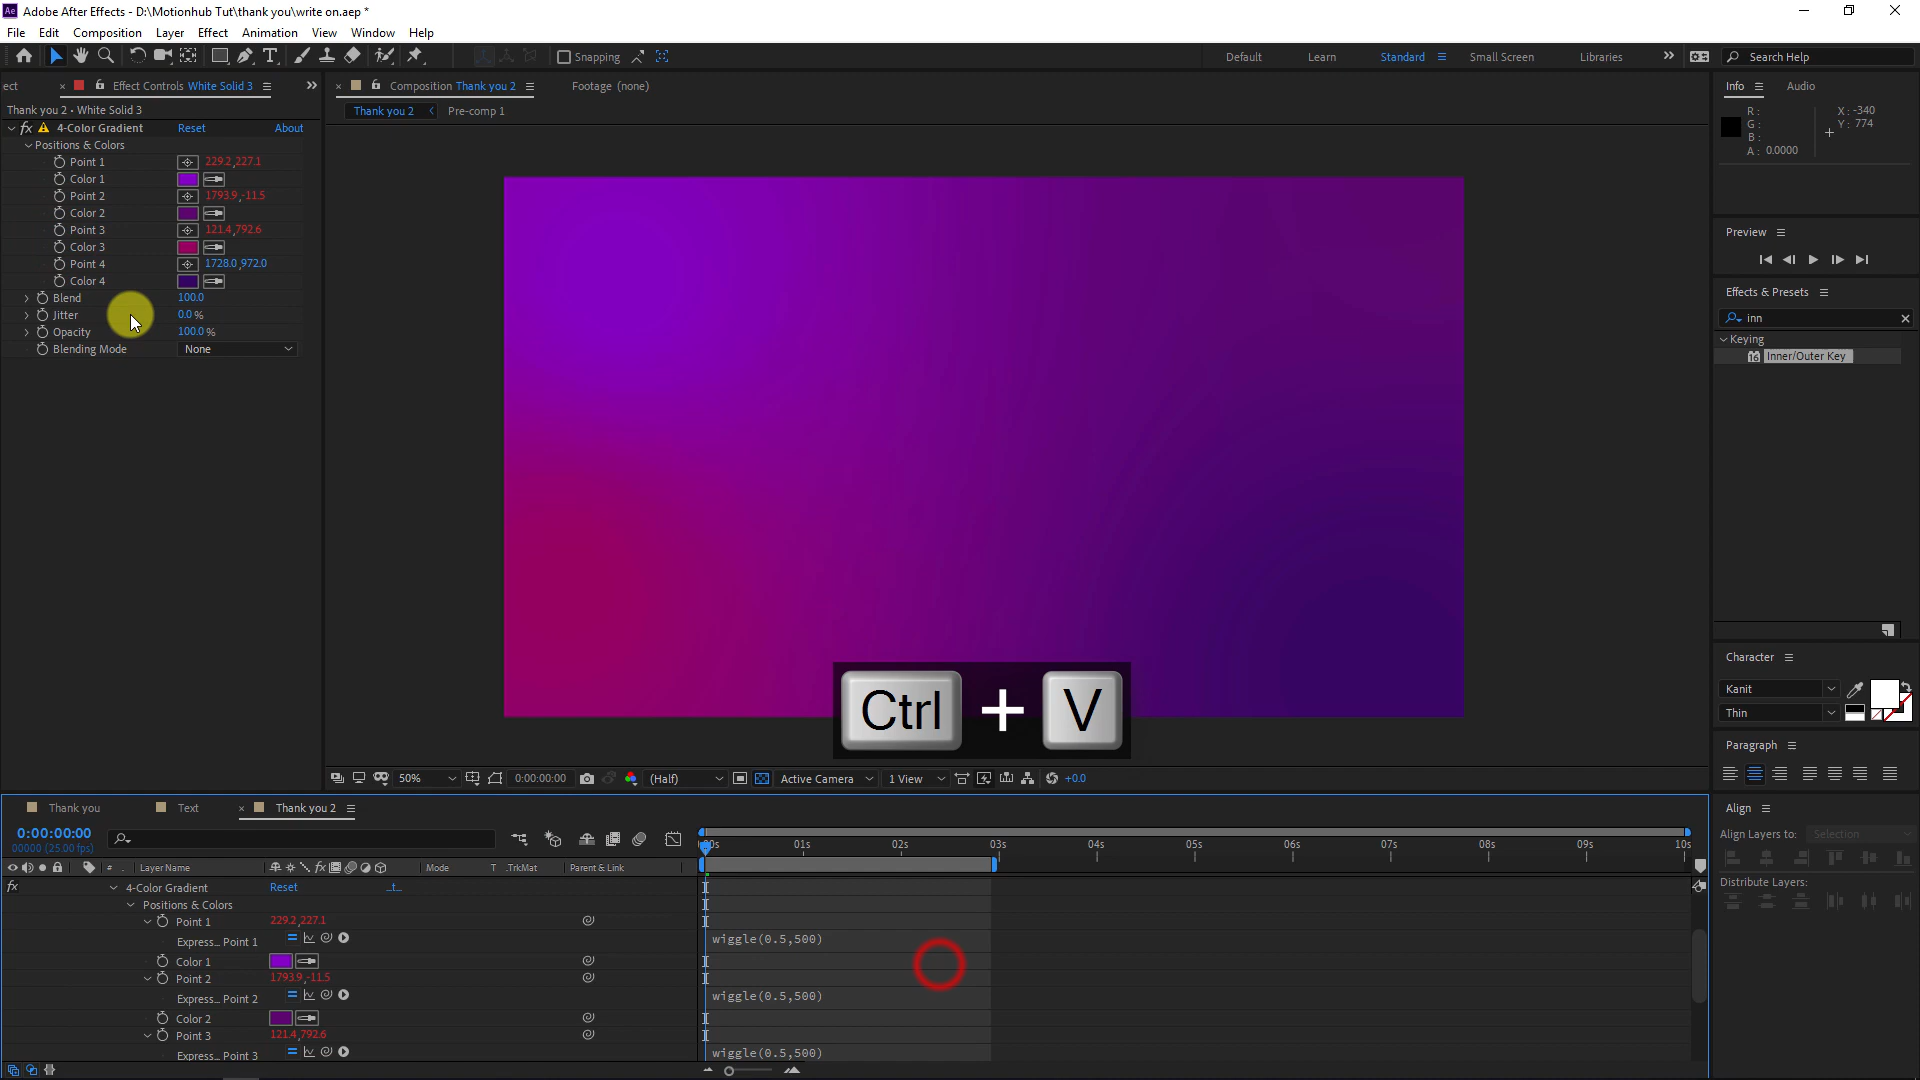 Adobe After Effects - D:\Motionhub Tut\thank you\write on.aep *
File Edit Composition Layer Effect Animation View Window Help
Snapping
Default Learn Standard Small Screen Libraries Search Help
ect Effect Controls White Solid 3
Composition Thank you 2 Footage (none)
Info Audio
Thank you 2 • White Solid 3
Thank you 2 Pre-comp 1
R: X: -340
G: Y: 774
B:
A: 0.0000
fx 4-Color Gradient Reset About
Positions & Colors
Point 1 229.2,227.1
Color 1
Point 2 1793.9,-11.5
Color 2
Point 3 121.4,792.6
Color 3
Point 4 1728.0,972.0
Color 4
Blend 100.0
Jitter 0.0 %
Opacity 100.0 %
Blending Mode None
Preview
Effects & Presets
inn
Keying
Inner/Outer Key
Ctrl + V
Character
Kanit
Thin
Paragraph
50% 0:00:00:00 (Half) Active Camera 1 View +0.0
Thank you Text Thank you 2
Align
Align Layers to: Selection
Distribute Layers:
0:00:00:00
00000 (25.00 fps)
:00s 01s 02s 03s 04s 05s 06s 07s 08s 09s 10s
# Layer Name Mode T .TrkMat Parent & Link
fx 4-Color Gradient Reset ..t..
Positions & Colors
Point 1 229.2,227.1
Express... Point 1 wiggle(0.5,500)
Color 1
Point 2 1793.9,-11.5
Express... Point 2 wiggle(0.5,500)
Color 2
Point 3 121.4,792.6
Express... Point 3 wiggle(0.5,500)